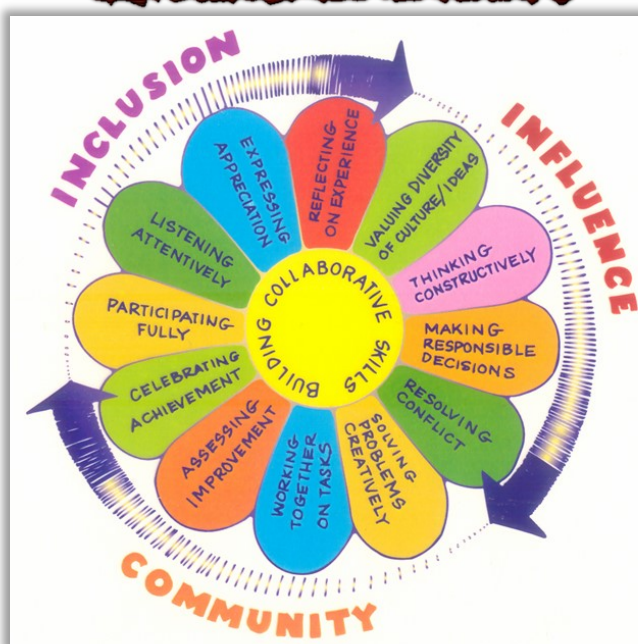 INCLUSION
INFLUENCE
COMMUNITY
BUILDING COLLABORATIVE SKILLS
REFLECTING
ON EXPERIENCE
VALUING DIVERSITY
OF CULTURE/IDEAS
THINKING
CONSTRUCTIVELY
MAKING
RESPONSIBLE
DECISIONS
RESOLVING
CONFLICT
SOLVING
PROBLEMS
CREATIVELY
WORKING
TOGETHER
ON TASKS
ASSESSING
IMPROVEMENT
CELEBRATING
ACHIEVEMENT
PARTICIPATING
FULLY
LISTENING
ATTENTIVELY
EXPRESSING
APPRECIATION